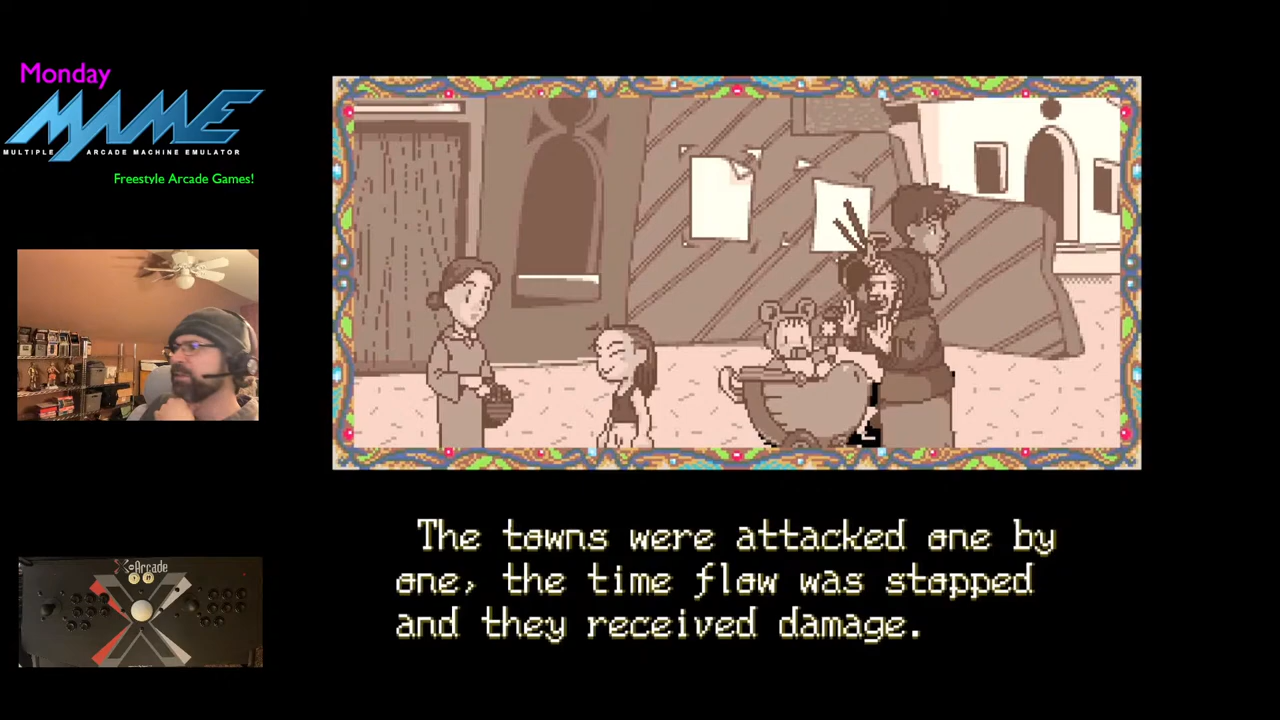 Monday
MAME
MULTIPLE ARCADE MACHINE EMULATOR
Freestyle Arcade Games!
The towns were attacked one by
one, the time flow was stopped
and they received damage.
X-Arcade